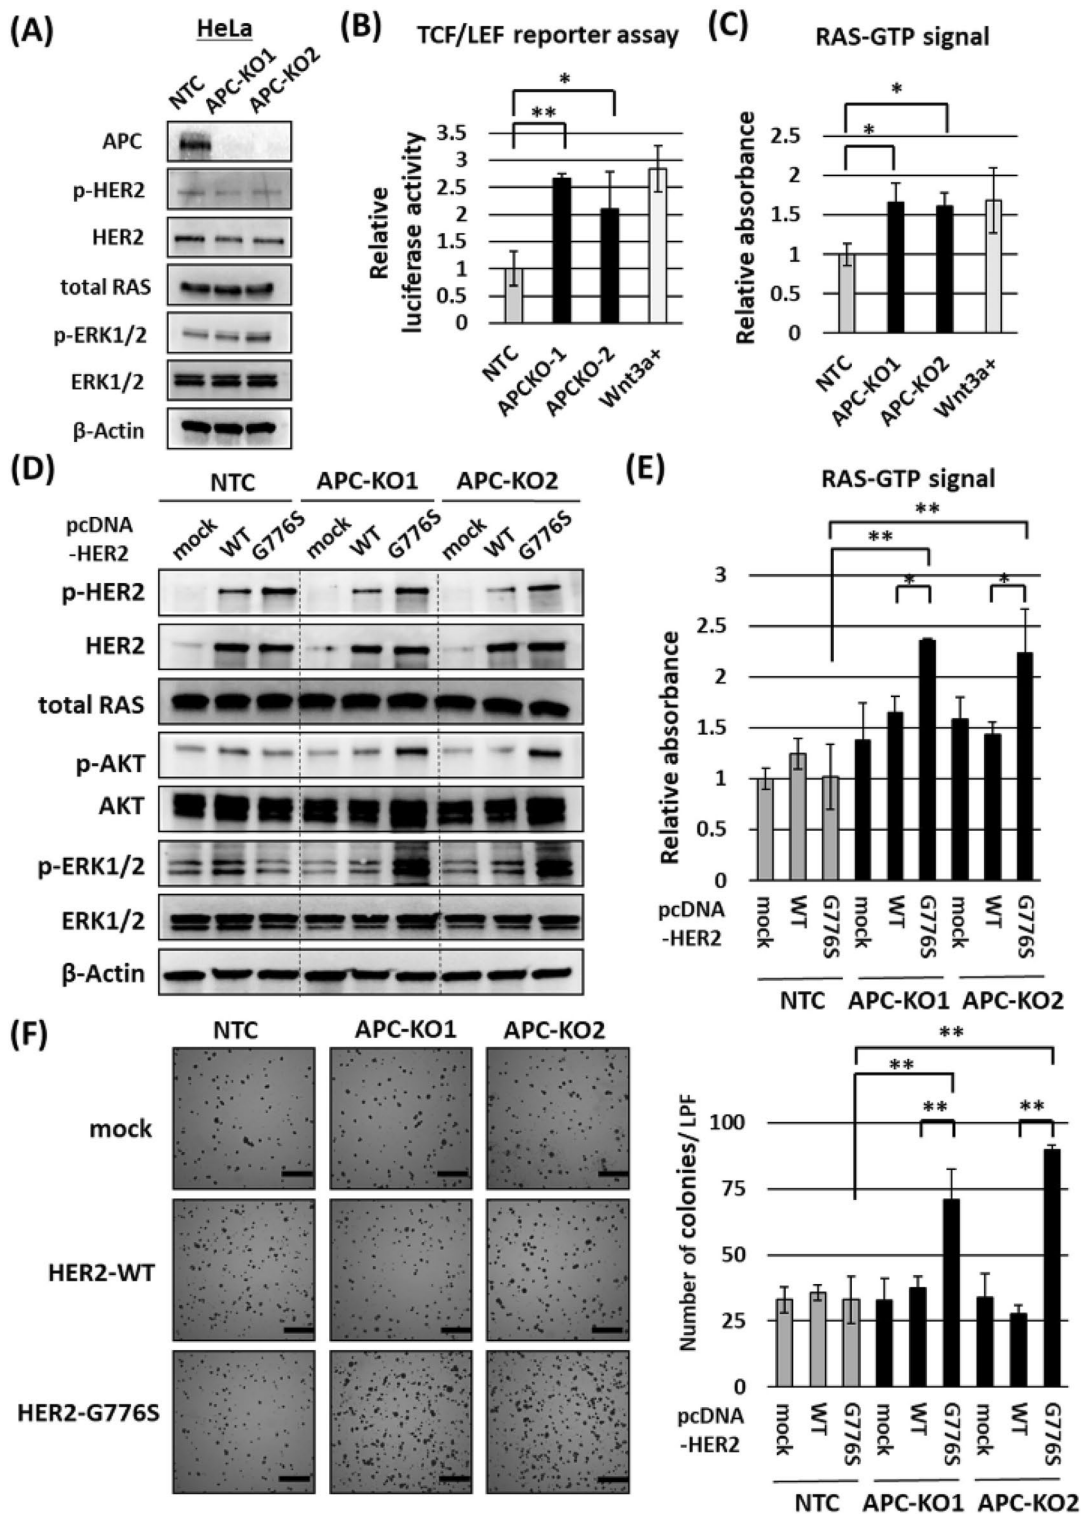 (A)
HeLa
NTC
APC-KO1
APC-KO2
APC
p-HER2
HER2
total RAS
p-ERK1/2
ERK1/2
β-Actin
(B)
TCF/LEF reporter assay
*
**
Relative
luciferase activity
3.5
3
2.5
2
1
0.5
0
NTC
APCKO-1
APCKO-2
Wnt3a+
(C)
RAS-GTP signal
*
*
Relative absorbance
2.5
2
1.5
1
0.5
0
NTC
APC-KO1
APC-KO2
Wnt3a+
(D)
NTC APC-KO1 APC-KO2
pcDNA
-HER2
mock WT G776S mock WT G776S mock WT G776S
p-HER2
HER2
total RAS
p-AKT
AKT
p-ERK1/2
ERK1/2
β-Actin
(E)
RAS-GTP signal
**
**
* *
Relative absorbance
3
2.5
2
1.5
1
0.5
0
pcDNA
-HER2
mock WT G776S mock WT G776S mock WT G776S
NTC APC-KO1 APC-KO2
(F)
NTC APC-KO1 APC-KO2
mock
HER2-WT
HER2-G776S
**
**
** **
Number of colonies/ LPF
100
75
50
25
0
pcDNA
-HER2
mock WT G776S mock WT G776S mock WT G776S
NTC APC-KO1 APC-KO2